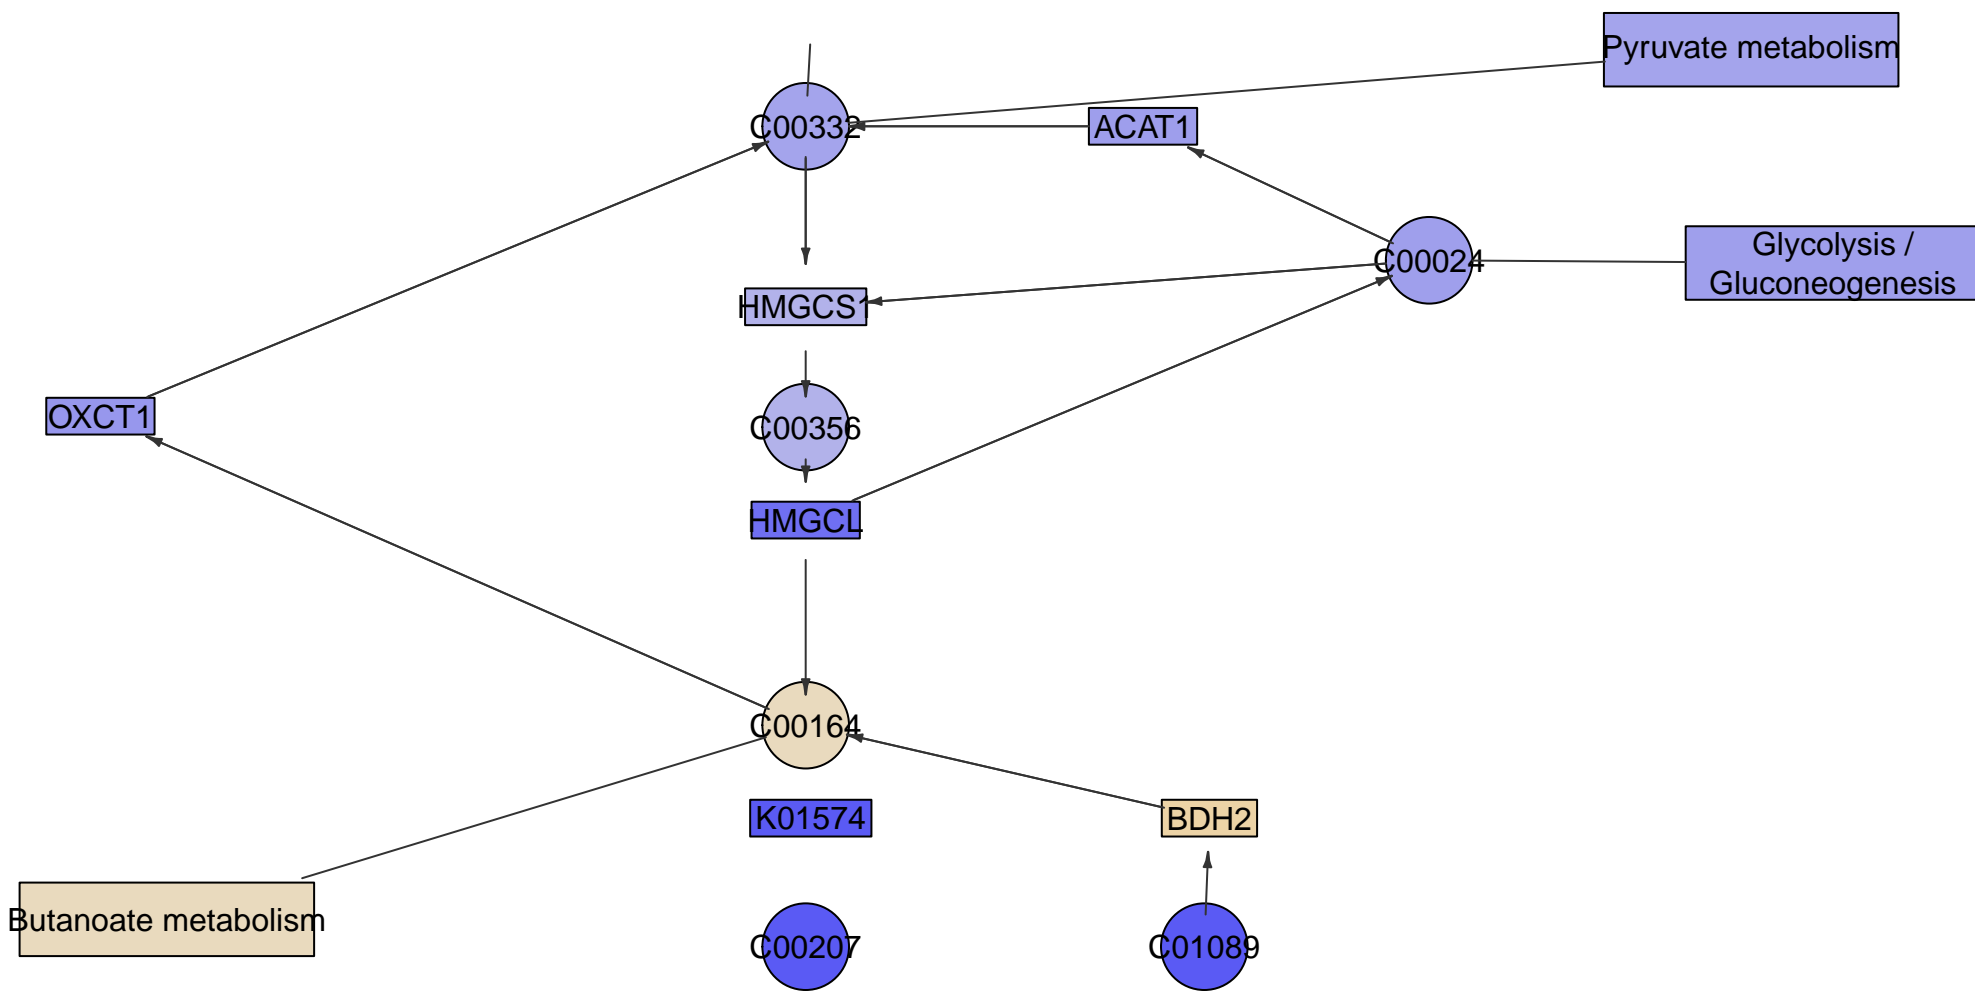 Pyruvate metabolism
C00332
ACAT1
Glycolysis /
Gluconeogenesis
C00024
HMGCS1
OXCT1
C00356
HMGCL
C00164
K01574
BDH2
Butanoate metabolism
C00207
C01089